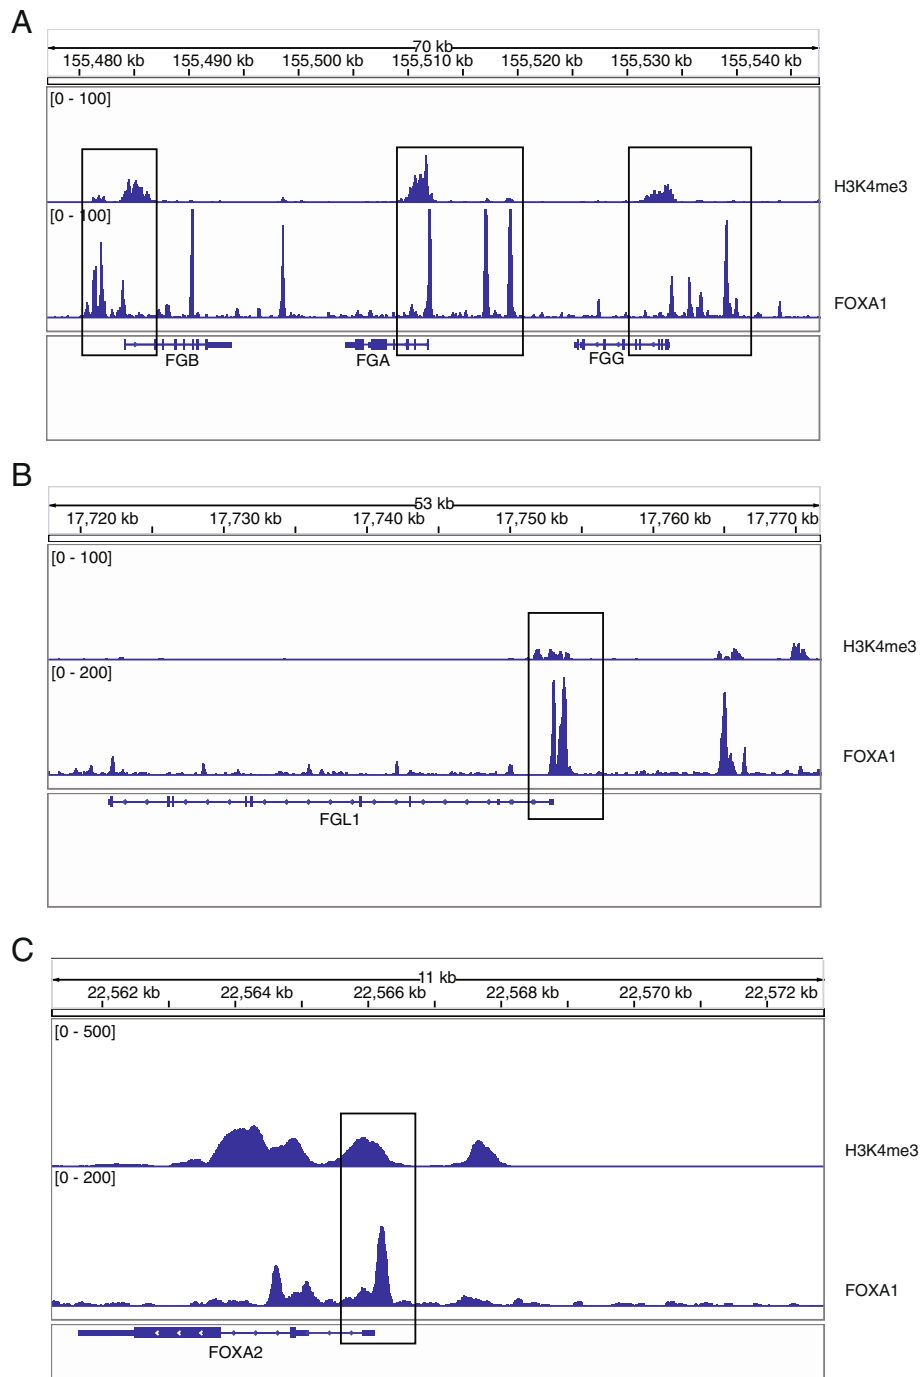 A
70 kb
155,480 kb 155,490 kb 155,500 kb 155,510 kb 155,520 kb 155,530 kb 155,540 kb
[0 - 100]
H3K4me3
[0 - 100]
FOXA1
FGB FGA FGG
B
53 kb
17,720 kb 17,730 kb 17,740 kb 17,750 kb 17,760 kb 17,770 kb
[0 - 100]
H3K4me3
[0 - 200]
FOXA1
FGL1
C
11 kb
22,562 kb 22,564 kb 22,566 kb 22,568 kb 22,570 kb 22,572 kb
[0 - 500]
H3K4me3
[0 - 200]
FOXA1
FOXA2